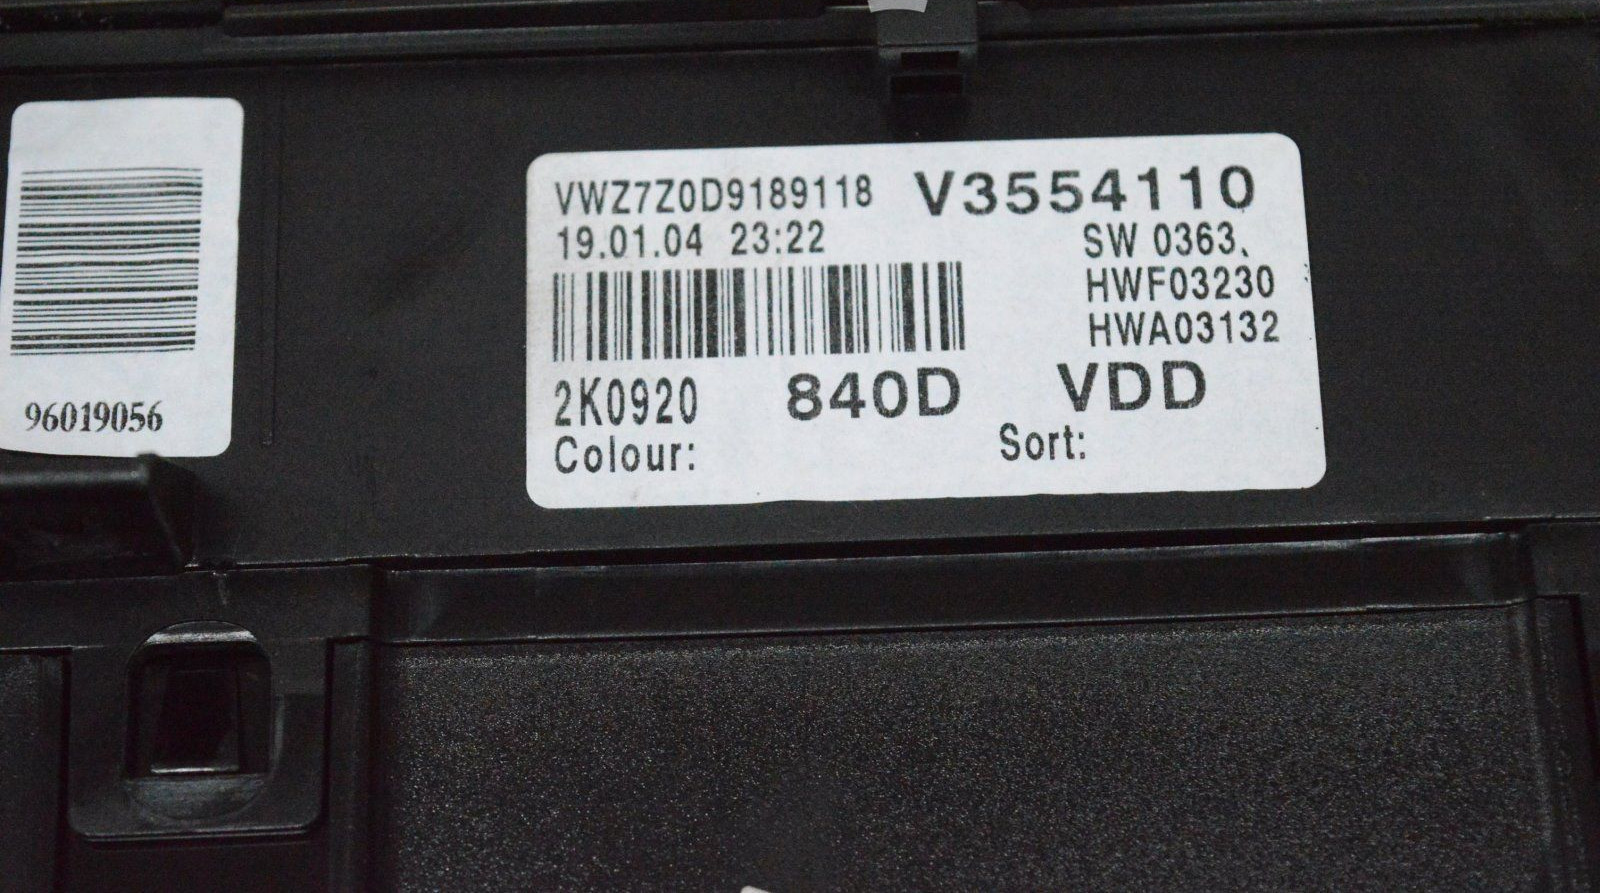 VWZ7Z0D9189118 V3554110
19.01.04 23:22 SW 0363.
HWF03230
HWA03132
2K0920 840D VDD
Colour: Sort:
96019056